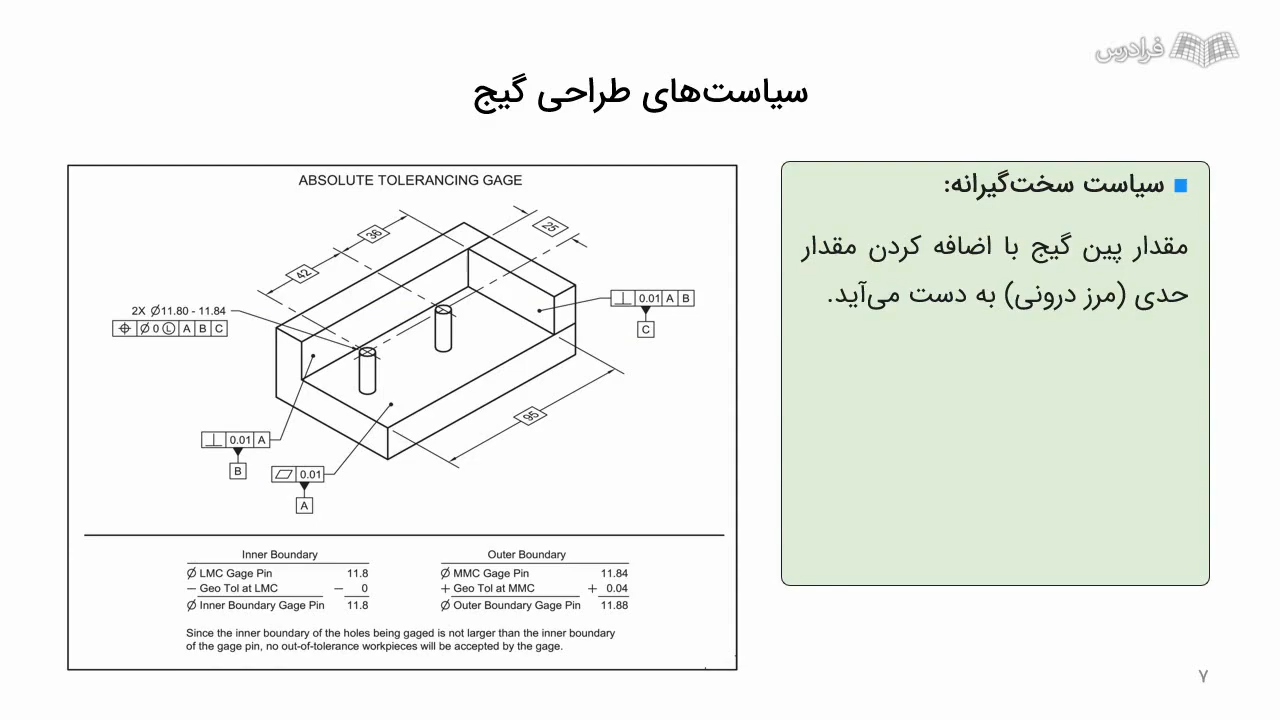 فرادرس
سیاست‌های طراحی گیج
سیاست سخت‌گیرانه:
مقدار پین گیج با اضافه کردن مقدار
حدی (مرز درونی) به دست می‌آید.
ABSOLUTE TOLERANCING GAGE
36
25
42
2X Ø11.80 - 11.84
⌖ Ø 0 Ⓛ A B C
⟂ 0.01 A B
C
95
⟂ 0.01 A
B
⏥ 0.01
A
Inner Boundary
Ø LMC Gage Pin 11.8
− Geo Tol at LMC − 0
Ø Inner Boundary Gage Pin 11.8
Outer Boundary
Ø MMC Gage Pin 11.84
+ Geo Tol at MMC + 0.04
Ø Outer Boundary Gage Pin 11.88
Since the inner boundary of the holes being gaged is not larger than the inner boundary
of the gage pin, no out-of-tolerance workpieces will be accepted by the gage.
۷